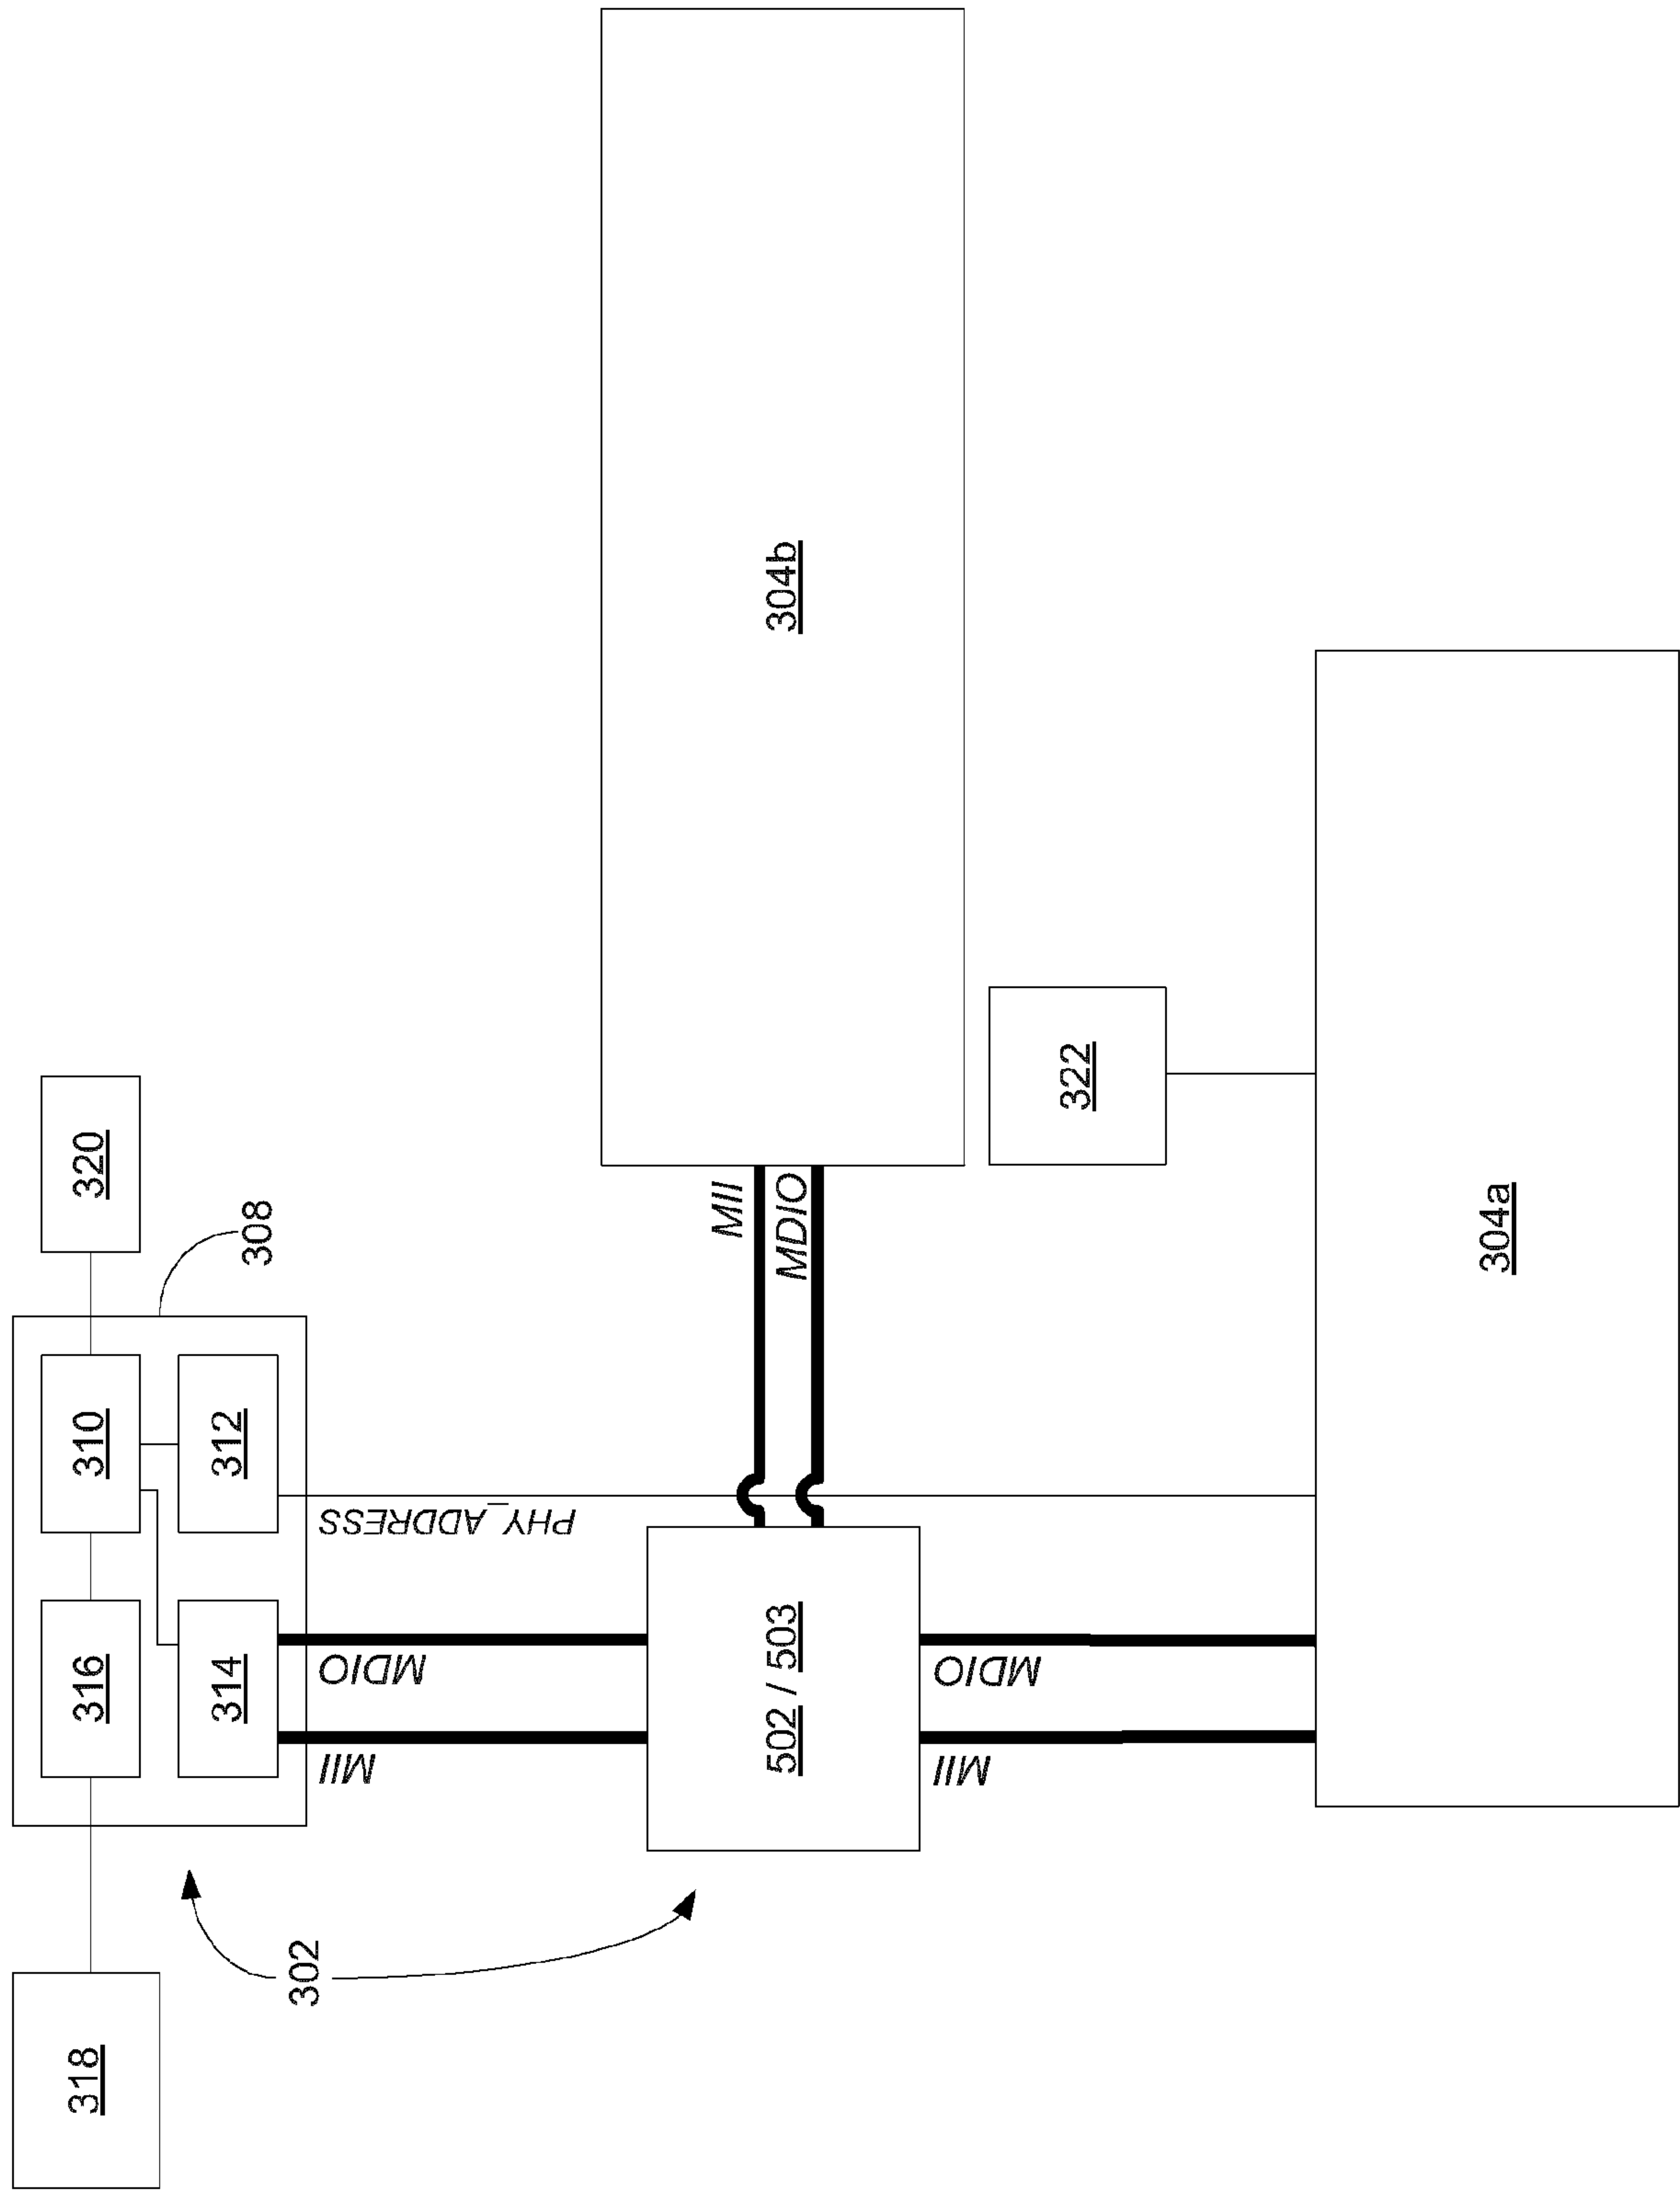 318
316
310
320
314
312
308
302
MII
MDIO
PHY_ADDRESS
MII
502 / 503
MDIO
304b
MII
MDIO
322
304a